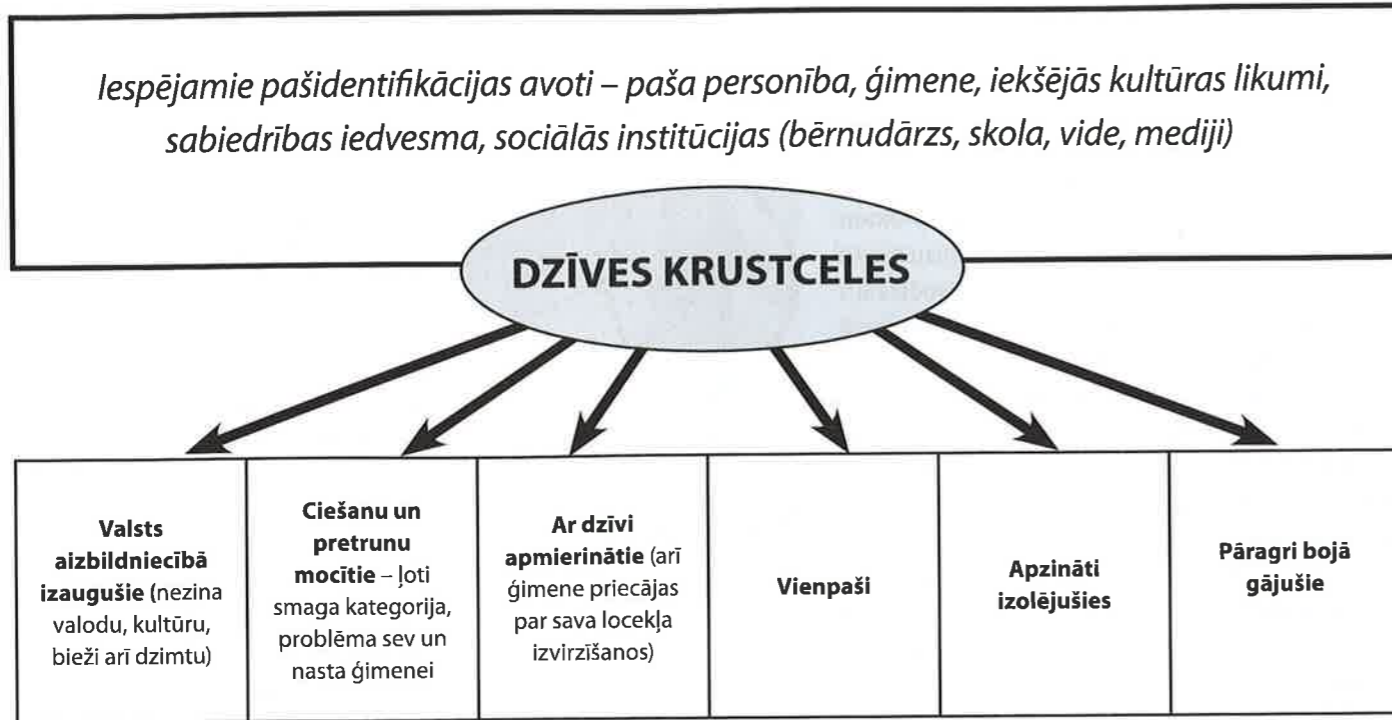 Iespējamie pašidentifikācijas avoti – paša personība, ģimene, iekšējās kultūras likumi,
sabiedrības iedvesma, sociālās institūcijas (bērnudārzs, skola, vide, mediji)
DZĪVES KRUSTCELES
Valsts
aizbildniecībā
izaugušie (nezina
valodu, kultūru,
bieži arī dzimtu)
Ciešanu un
pretrunu
mocītie – ļoti
smaga kategorija,
problēma sev un
nasta ģimenei
Ar dzīvi
apmierinātie (arī
ģimene priecājas
par sava locekļa
izvirzīšanos)
Vienpaši
Apzināti
izolējušies
Pāragri bojā
gājušie